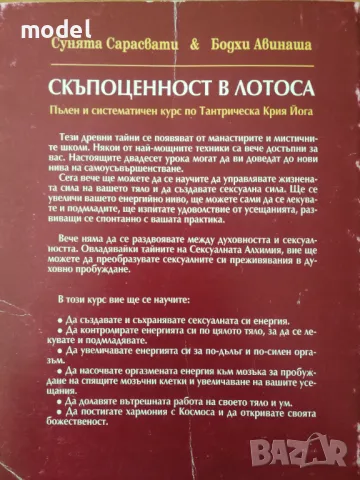 model
Сунята Сарасвати & Бодхи Авинаша
СКЪПОЦЕННОСТ В ЛОТОСА
Пълен и систематичен курс по Тантрическа Крия Йога
Тези древни тайни се появяват от манастирите и мистичните школи. Някои от най-мощните техники са вече достъпни за
вас. Настоящите двадесет урока могат да ви доведат до нови
нива на самоусъвършенстване.
Сега вече ще можете да се научите да управлявате жизнената сила на вашето тяло и да създавате сексуална сила. Ще се
увеличи вашето енергийно ниво, ще можете сами да се лекувате и подмладите, ще изпитате удоволствие от усещанията, развиващи се спонтанно с вашата практика.
Вече няма да се раздвоявате между духовността и сексуалността. Овладявайки тайните на Сексуалната Алхимия, вие ще
можете да преобразувате сексуалните си преживявания в духовно пробуждане.
В този курс вие ще се научите:
• Да създавате и съхранявате сексуалната си енергия.
• Да контролирате енергията си по цялото тяло, за да се лекувате и подмладявате.
• Да увеличавате енергията си за по-дълъг и по-силен оргазъм.
• Да насочвате оргазмената енергия към мозъка за пробуждане на спящите мозъчни клетки и увеличаване на вашите усещания.
• Да долавяте вътрешната работа на своето тяло и ум.
• Да постигате хармония с Космоса и да откривате своята
божественост.
BAZAR